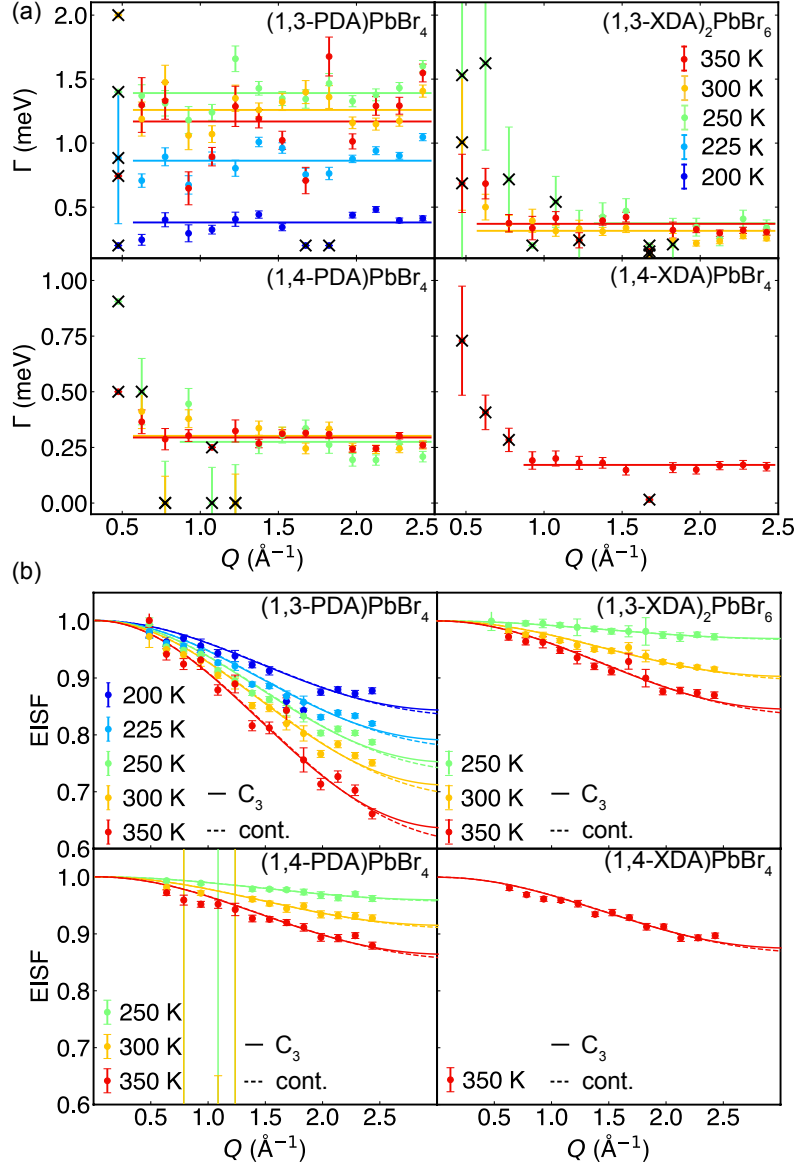 (a)
(1,3-PDA)PbBr₄
(1,3-XDA)₂PbBr₆
2.0
1.5
1.0
0.5
Γ (meV)
Γ (meV)
350 K
300 K
250 K
225 K
200 K
(1,4-PDA)PbBr₄
(1,4-XDA)PbBr₄
1.00
0.75
0.50
0.25
0.00
Γ (meV)
Γ (meV)
0.5 1.0 1.5 2.0 2.5
0.5 1.0 1.5 2.0 2.5
Q (Å⁻¹)
Q (Å⁻¹)
(b)
(1,3-PDA)PbBr₄
(1,3-XDA)₂PbBr₆
1.0
0.9
0.8
0.7
0.6
EISF
200 K
225 K
250 K
300 K
350 K
C₃
cont.
250 K
300 K
350 K
C₃
cont.
(1,4-PDA)PbBr₄
(1,4-XDA)PbBr₄
1.0
0.9
0.8
0.7
0.6
EISF
250 K
300 K
350 K
C₃
cont.
350 K
C₃
cont.
0.5 1.0 1.5 2.0 2.5
0.5 1.0 1.5 2.0 2.5
Q (Å⁻¹)
Q (Å⁻¹)